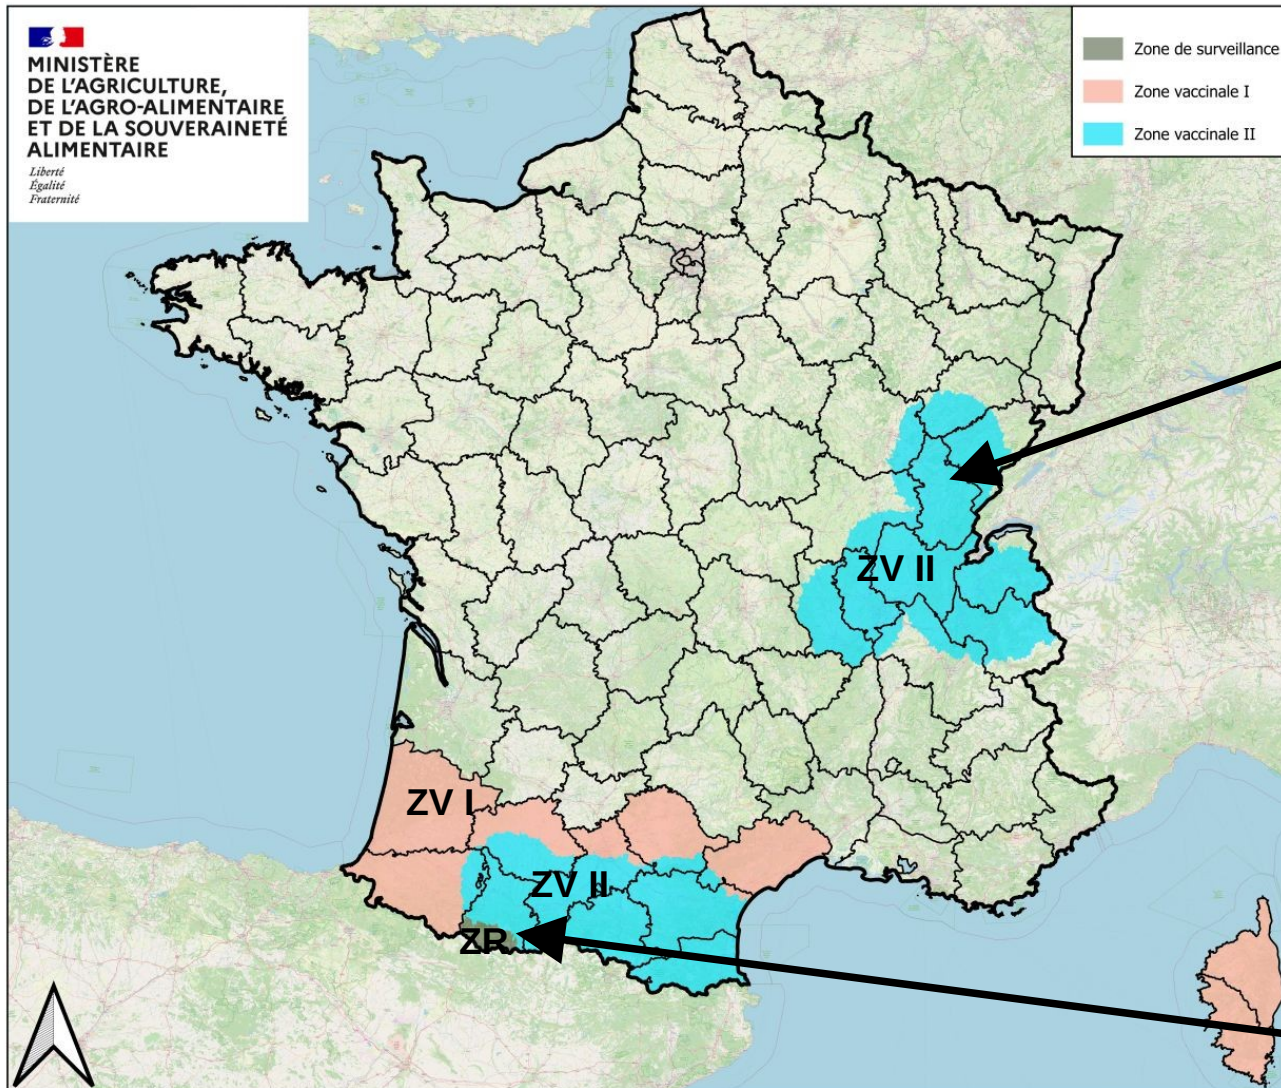 MINISTÈRE
DE L'AGRICULTURE,
DE L'AGRO-ALIMENTAIRE
ET DE LA SOUVERAINETÉ
ALIMENTAIRE
Liberté
Égalité
Fraternité
Zone de surveillance
Zone vaccinale I
Zone vaccinale II
ZV II
ZV I
ZV II
ZR